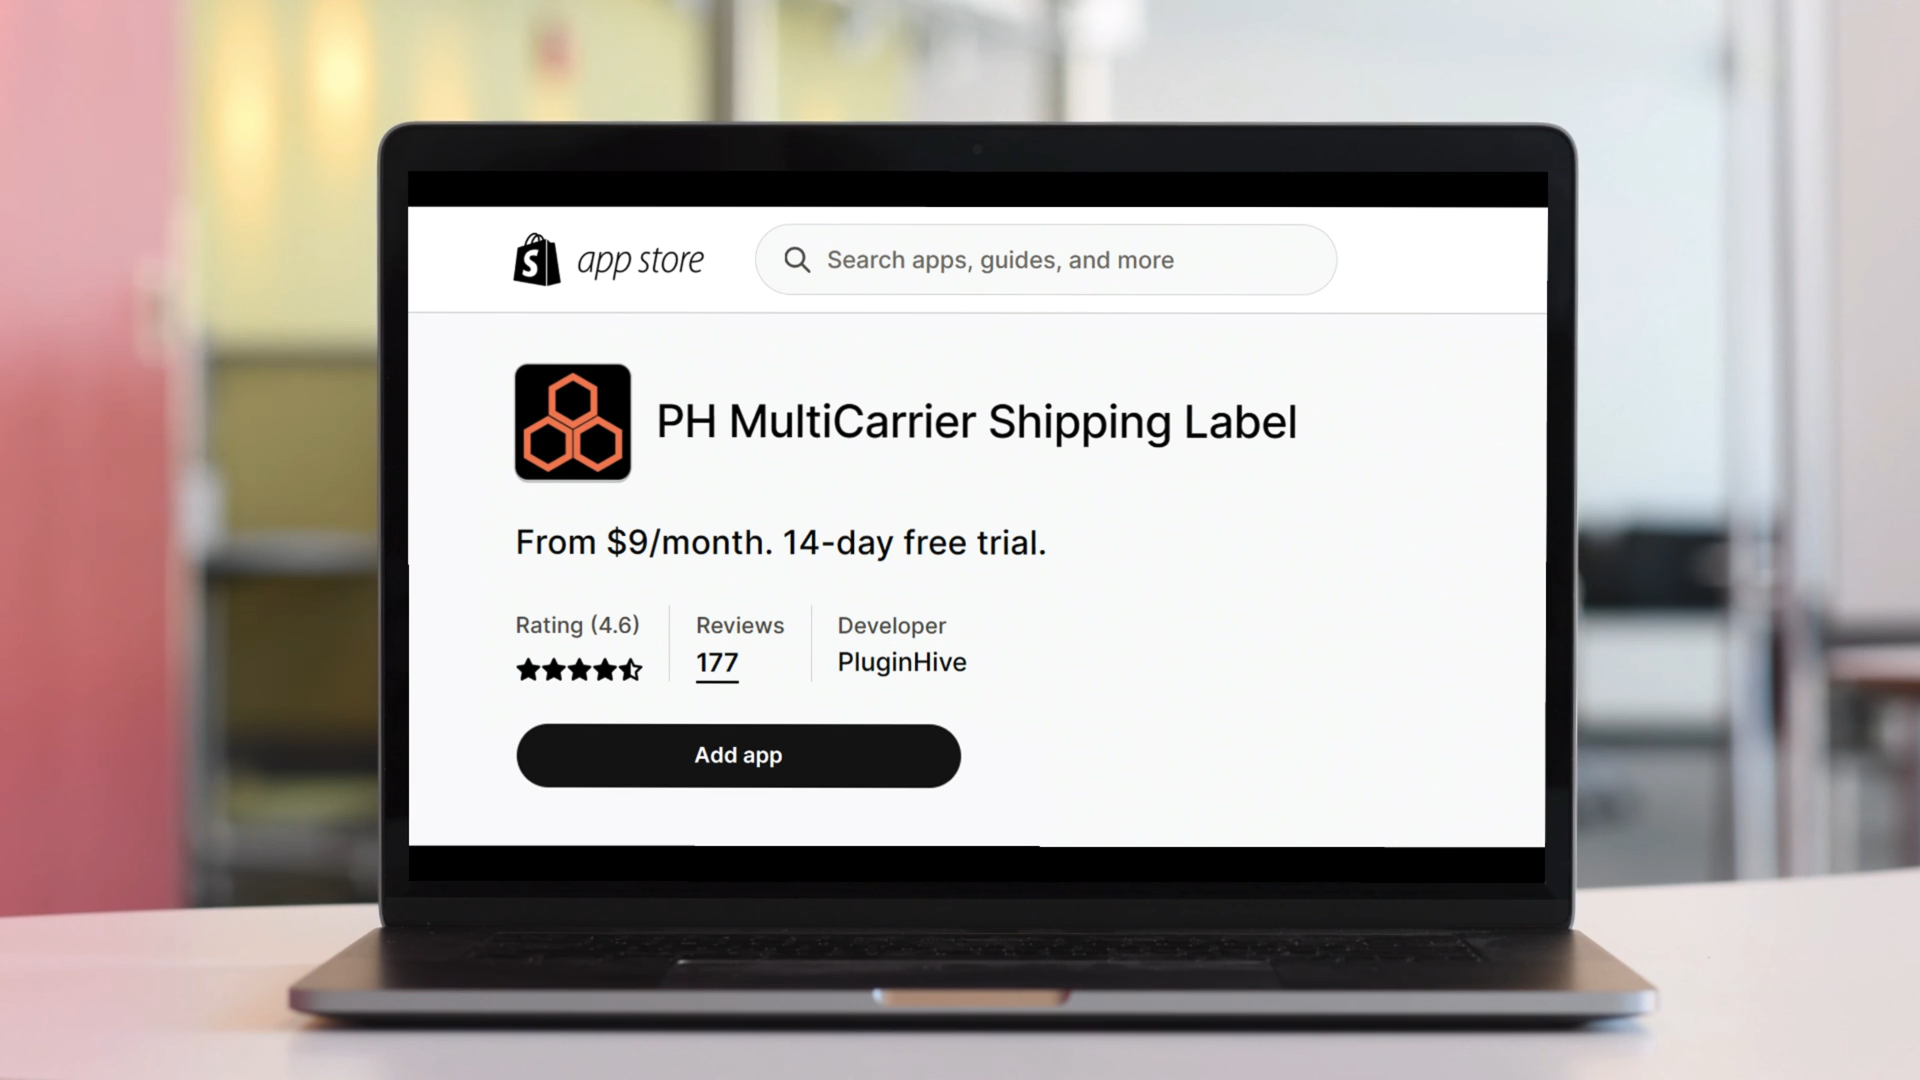 S app store
Search apps, guides, and more
PH MultiCarrier Shipping Label
From $9/month. 14-day free trial.
Rating (4.6)
Reviews
Developer
177
PluginHive
Add app